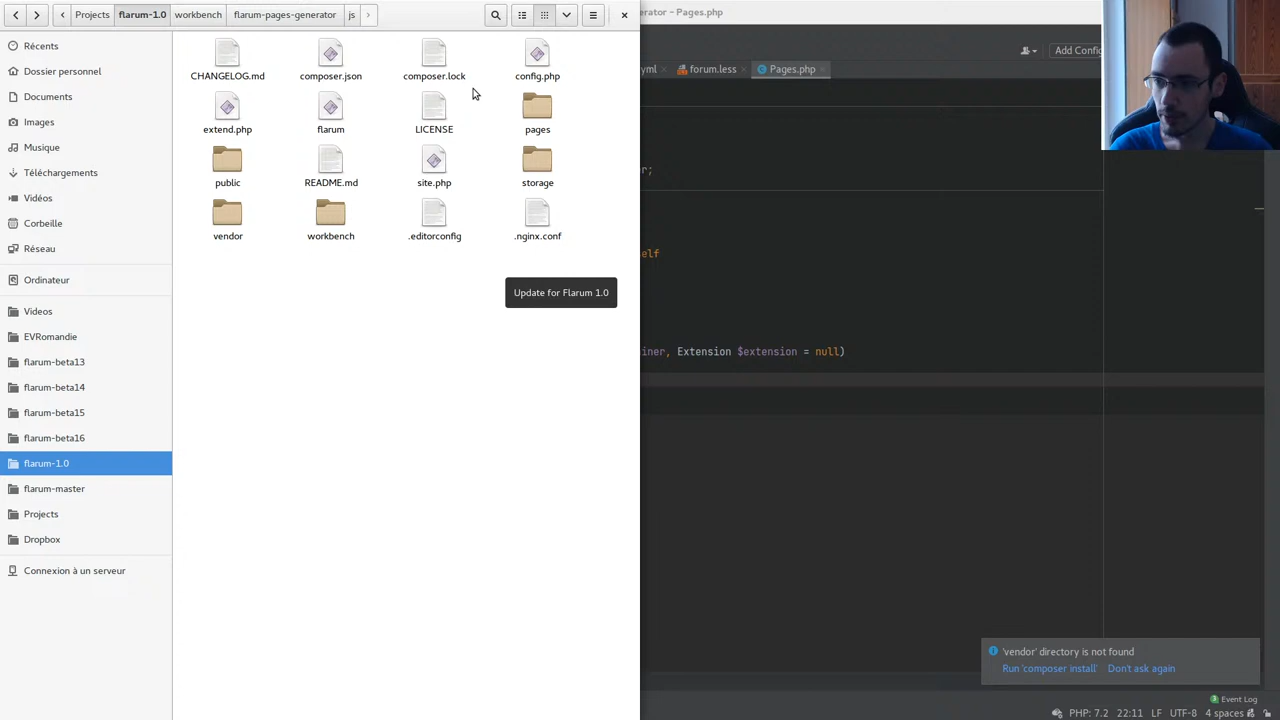 Projects
flarum-1.0
workbench
flarum-pages-generator
js
Récents
Dossier personnel
Documents
Images
Musique
Téléchargements
Vidéos
Corbeille
Réseau
Ordinateur
Videos
EVRomandie
flarum-beta13
flarum-beta14
flarum-beta15
flarum-beta16
flarum-1.0
flarum-master
Projects
Dropbox
Connexion à un serveur
CHANGELOG.md
composer.json
composer.lock
config.php
extend.php
flarum
LICENSE
pages
public
README.md
site.php
storage
vendor
workbench
.editorconfig
.nginx.conf
Update for Flarum 1.0
erator – Pages.php
Add Config
yml
forum.less
Pages.php
r;
self
iner, Extension $extension = null)
'vendor' directory is not found
Run 'composer install'
Don't ask again
3 Event Log
PHP: 7.2
22:11
LF
UTF-8
4 spaces